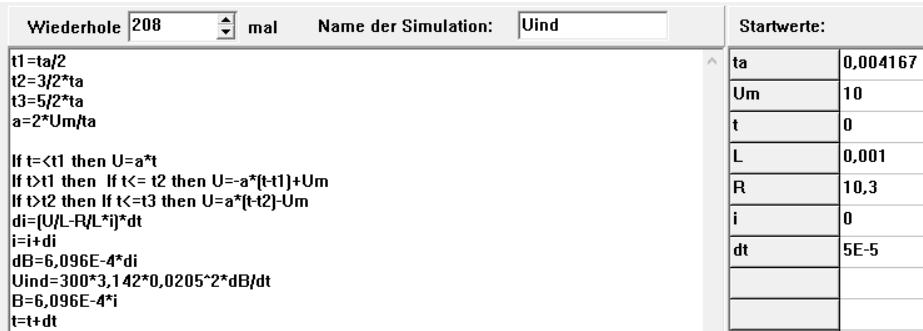 Wiederhole 208 mal Name der Simulation: Uind Startwerte:
t1=ta/2
t2=3/2*ta
t3=5/2*ta
a=2*Um/ta
If t=<t1 then U=a*t
If t>t1 then If t<= t2 then U=-a*(t-t1)+Um
If t>t2 then If t<=t3 then U=a*(t-t2)-Um
di=(U/L-R/L*i)*dt
i=i+di
dB=6,096E-4*di
Uind=300*3,142*0,0205^2*dB/dt
B=6,096E-4*i
t=t+dt
ta 0,004167
Um 10
t 0
L 0,001
R 10,3
i 0
dt 5E-5